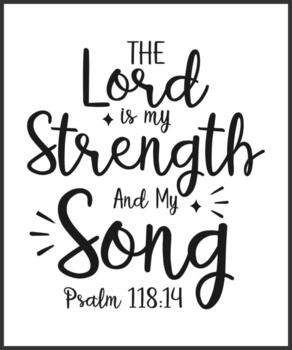 THE
Lord
is my
Strength
And My
Song
Psalm 118:14